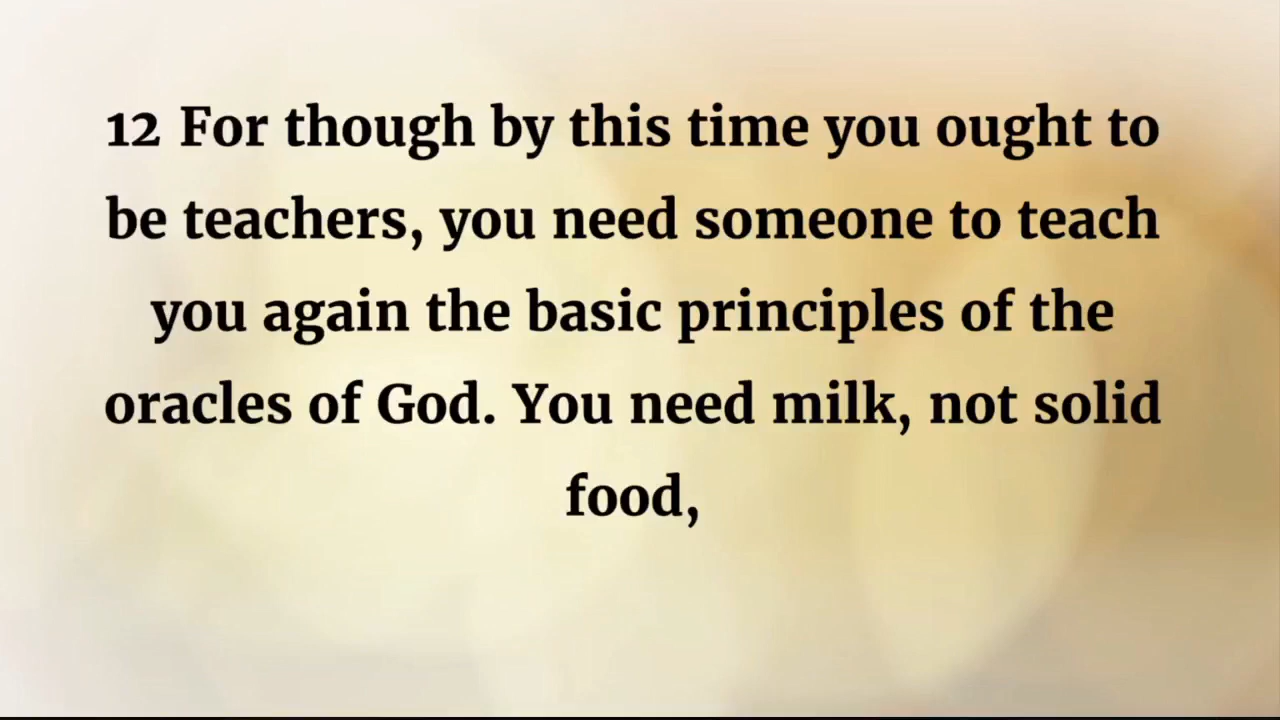 12 For though by this time you ought to
be teachers, you need someone to teach
you again the basic principles of the
oracles of God. You need milk, not solid
food,